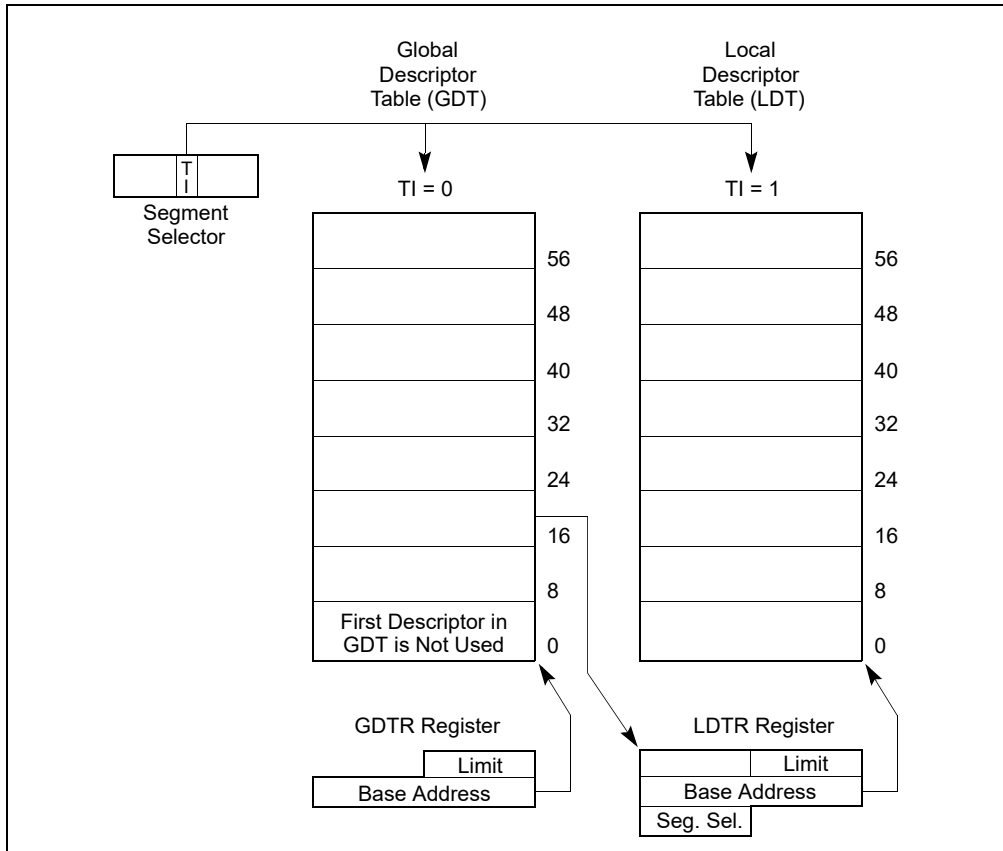 Global
Descriptor
Table (GDT)
Local
Descriptor
Table (LDT)
T
I
Segment
Selector
TI = 0
TI = 1
56
56
48
48
40
40
32
32
24
24
16
16
8
8
First Descriptor in
GDT is Not Used
0
0
GDTR Register
LDTR Register
Limit
Base Address
Limit
Base Address
Seg. Sel.